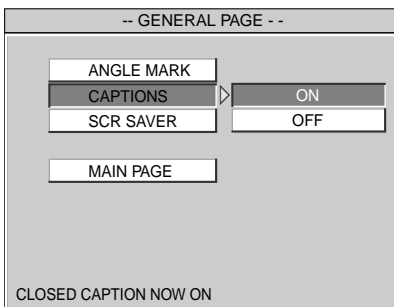 -- GENERAL PAGE - -
ANGLE MARK
CAPTIONS ON
SCR SAVER OFF
MAIN PAGE
CLOSED CAPTION NOW ON